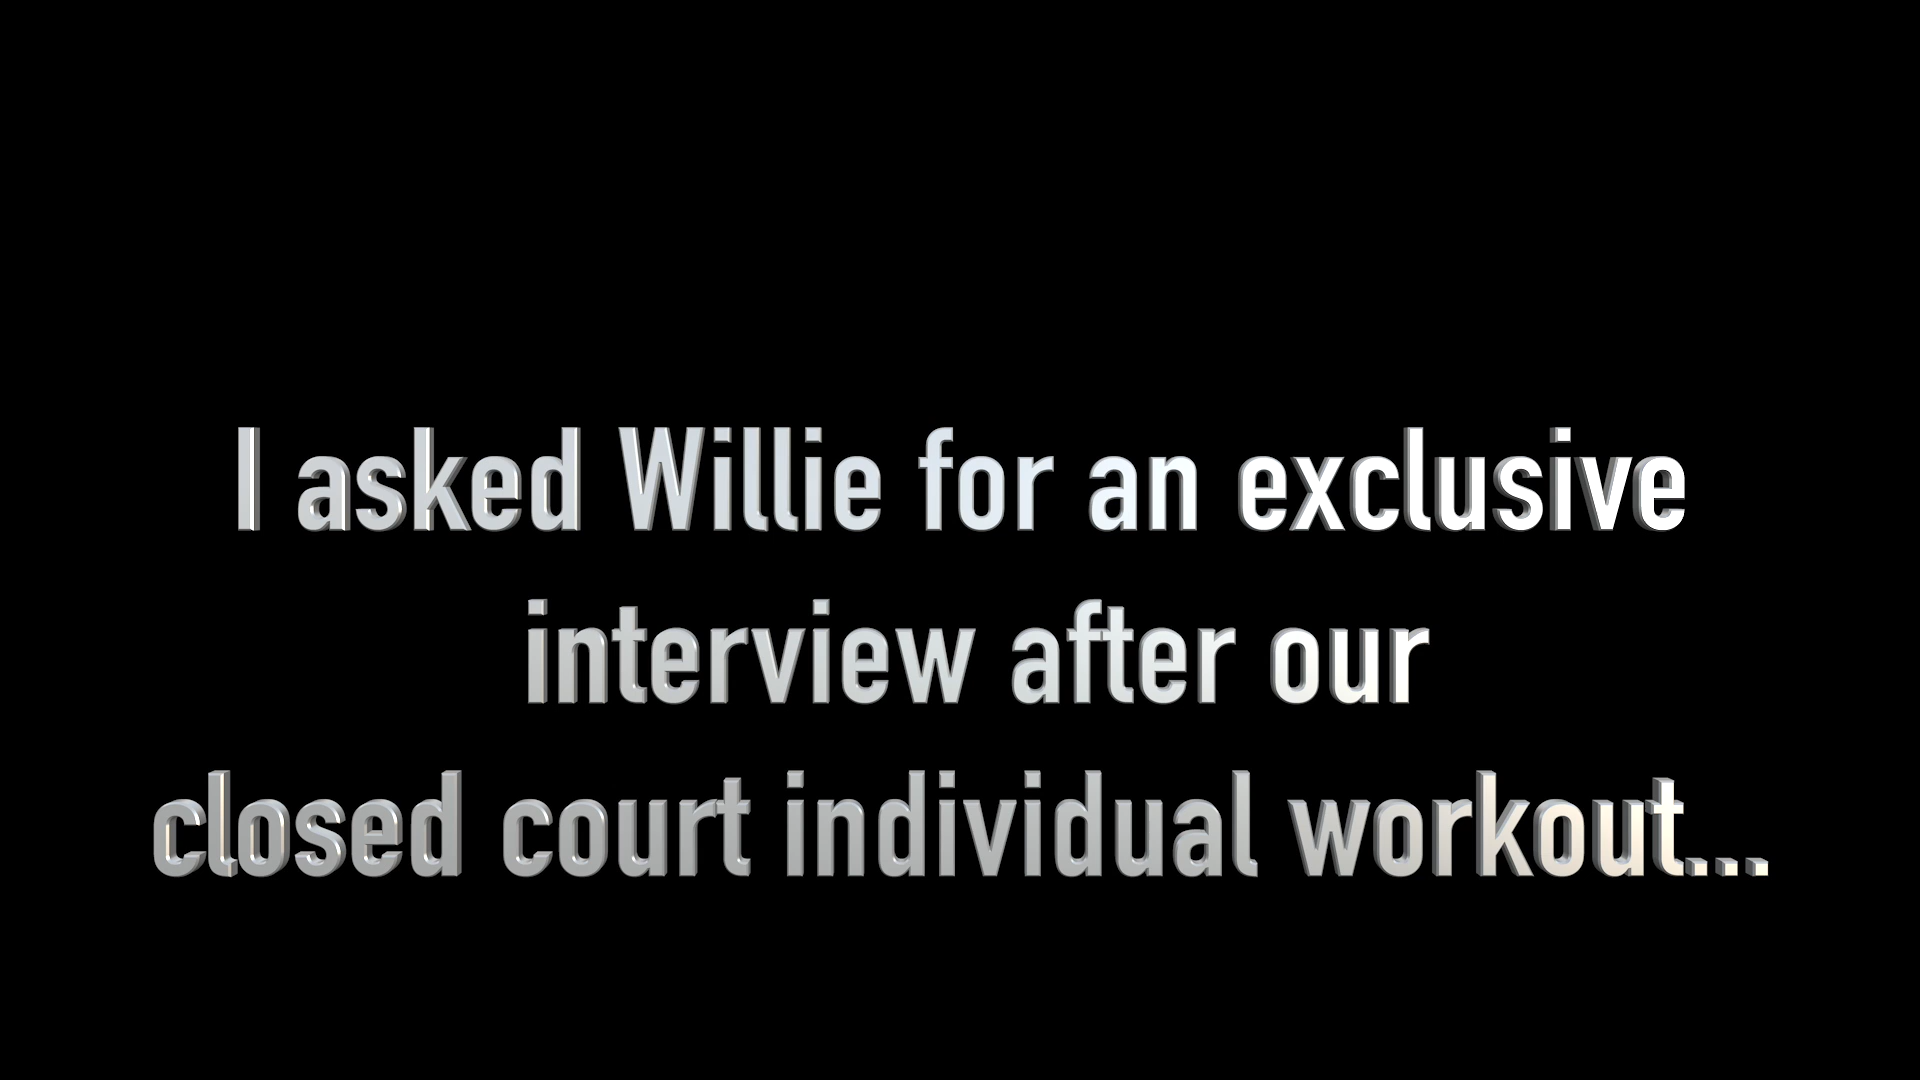 I asked Willie for an exclusive
interview after our
closed court individual workout...